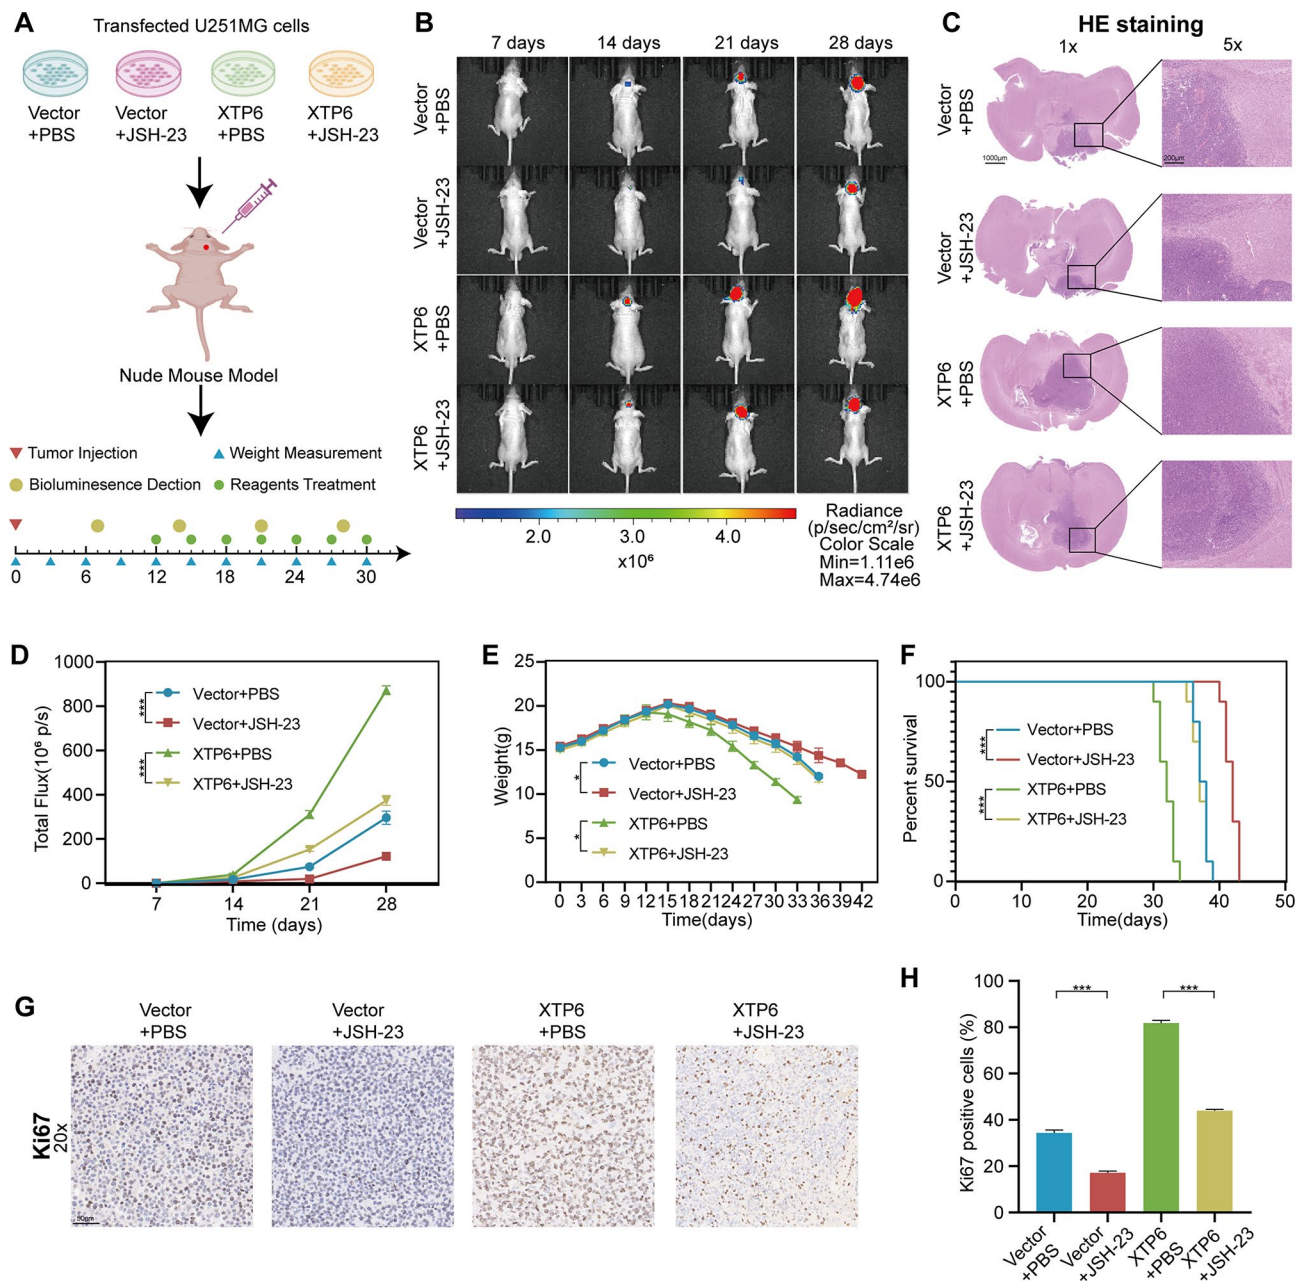 A
Transfected U251MG cells
Vector
+PBS
Vector
+JSH-23
XTP6
+PBS
XTP6
+JSH-23
Nude Mouse Model
Tumor Injection
Weight Measurement
Bioluminesence Dection
Reagents Treatment
0 6 12 18 24 30
B
7 days 14 days 21 days 28 days
Vector
+PBS
Vector
+JSH-23
XTP6
+PBS
XTP6
+JSH-23
2.0 3.0 4.0
x10⁶
Radiance
(p/sec/cm²/sr)
Color Scale
Min=1.11e6
Max=4.74e6
C
HE staining
1x 5x
Vector
+PBS
1000μm
200μm
Vector
+JSH-23
XTP6
+PBS
XTP6
+JSH-23
D
Total Flux(10⁶ p/s)
1000
800
600
400
200
0
***
Vector+PBS
Vector+JSH-23
***
XTP6+PBS
XTP6+JSH-23
7 14 21 28
Time (days)
E
Weight(g)
25
20
15
10
5
0
*
Vector+PBS
Vector+JSH-23
*
XTP6+PBS
XTP6+JSH-23
0 3 6 9 12 15 18 21 24 27 30 33 36 39 42
Time(days)
F
Percent survival
100
50
0
***
Vector+PBS
Vector+JSH-23
***
XTP6+PBS
XTP6+JSH-23
0 10 20 30 40 50
Time(days)
G
Vector
+PBS
Vector
+JSH-23
XTP6
+PBS
XTP6
+JSH-23
Ki67
20x
50μm
H
Ki67 positive cells (%)
100
80
60
40
20
0
***
***
Vector
+PBS
Vector
+JSH-23
XTP6
+PBS
XTP6
+JSH-23